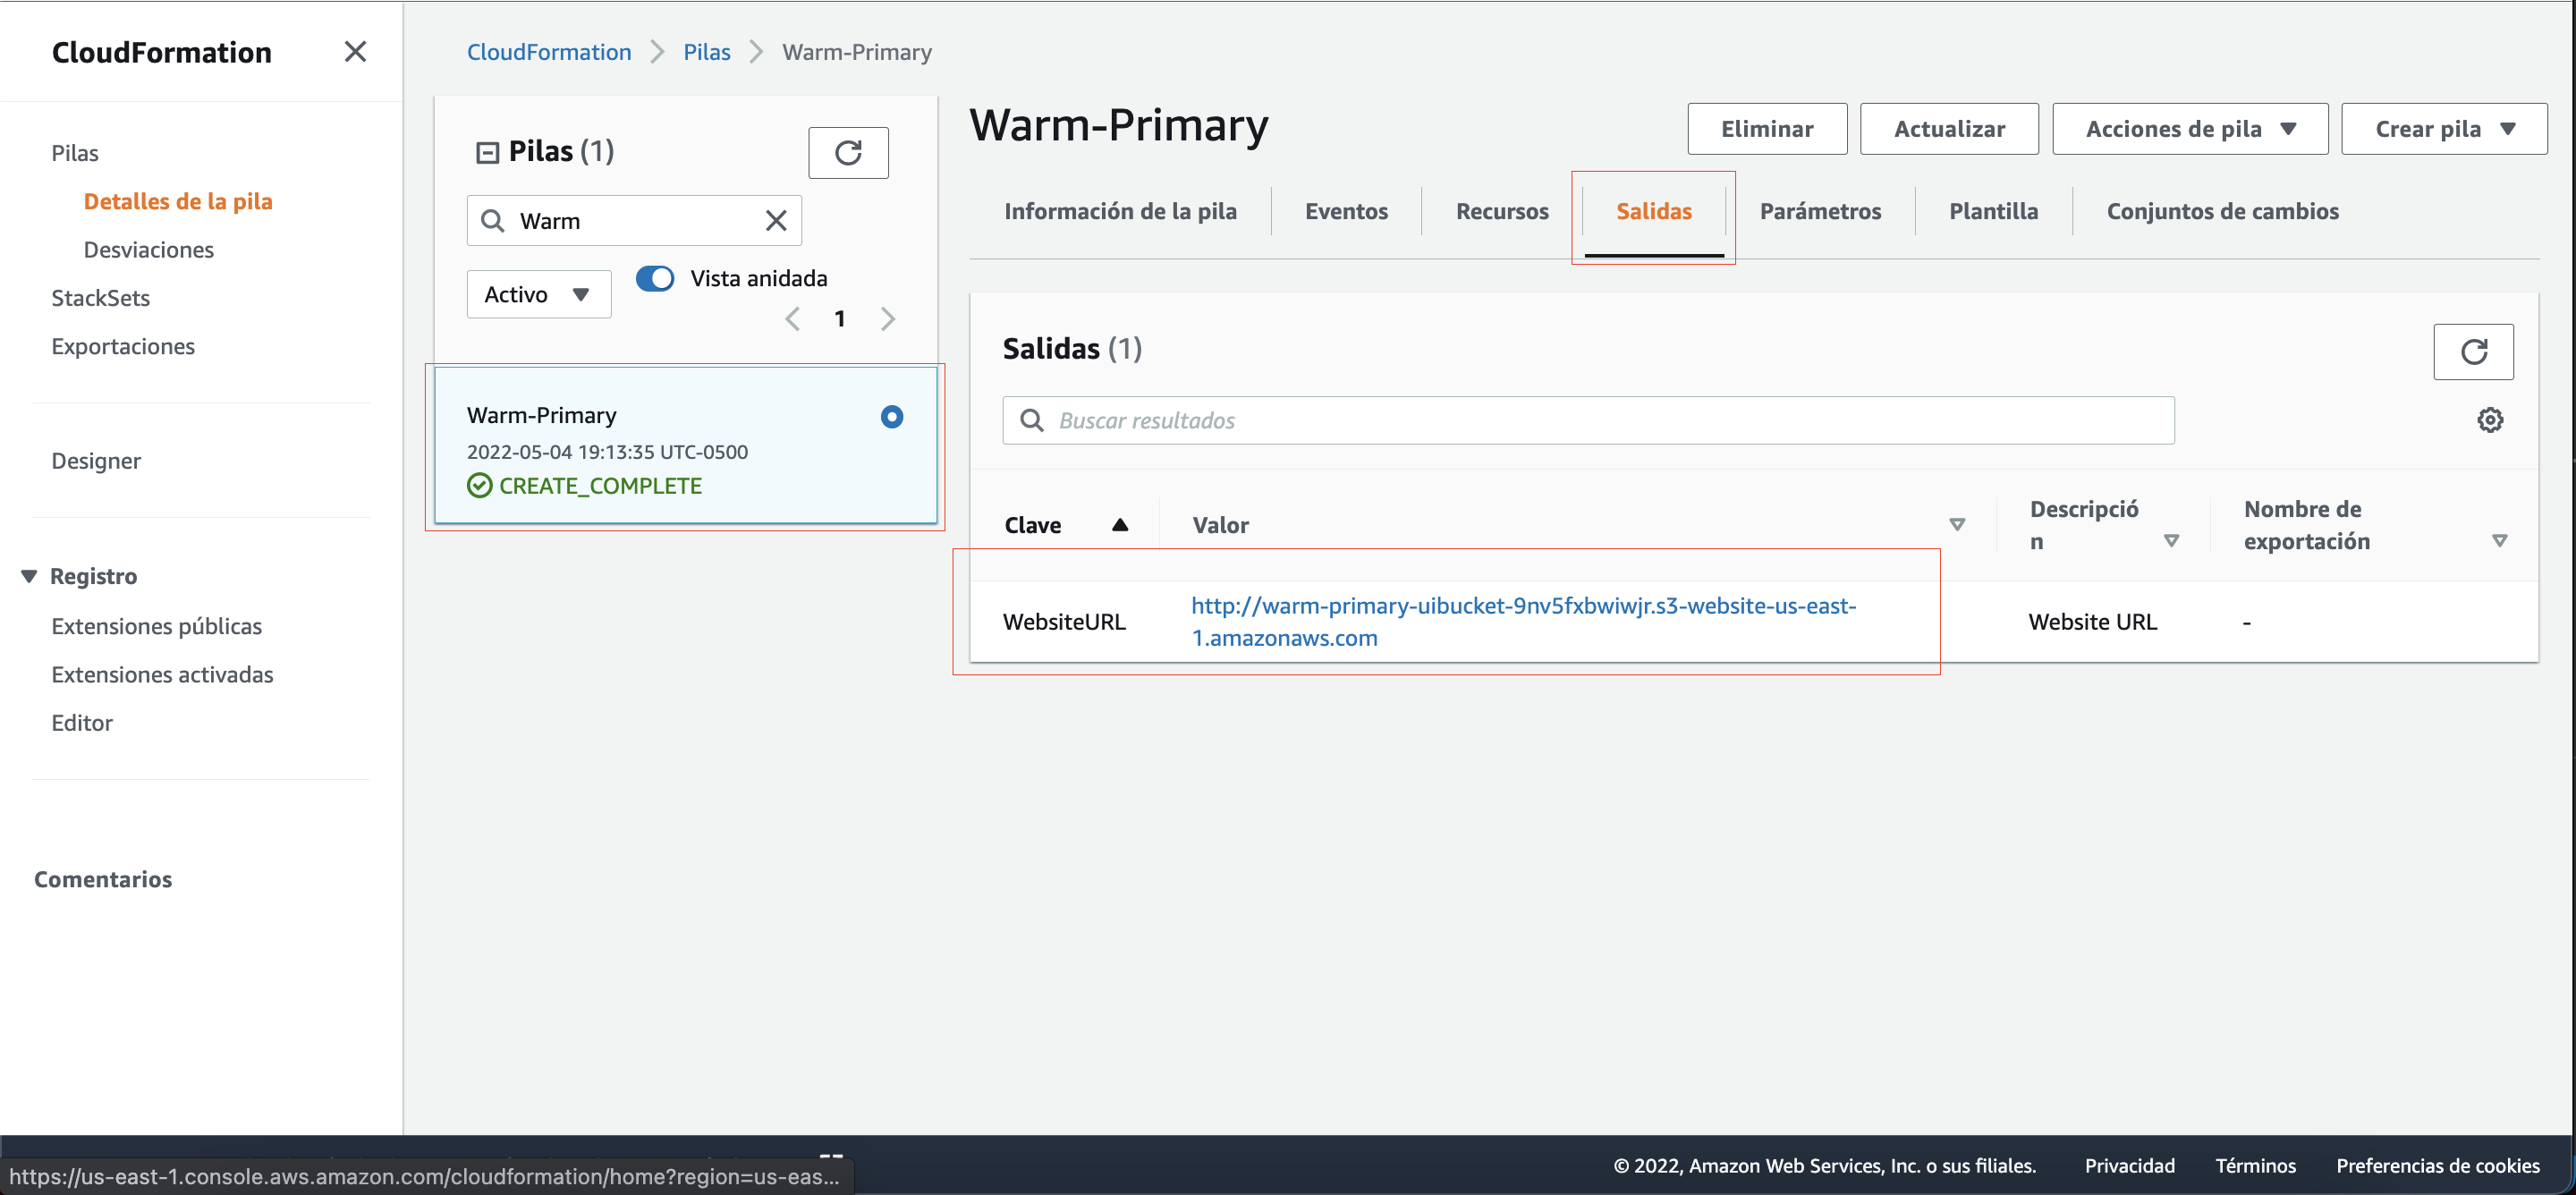 CloudFormation
Pilas
Detalles de la pila
Desviaciones
StackSets
Exportaciones
Designer
Registro
Extensiones públicas
Extensiones activadas
Editor
Comentarios
CloudFormation
Pilas
Warm-Primary
Pilas (1)
Warm
Activo
Vista anidada
1
Warm-Primary
2022-05-04 19:13:35 UTC-0500
CREATE_COMPLETE
Warm-Primary
Eliminar
Actualizar
Acciones de pila
Crear pila
Información de la pila
Eventos
Recursos
Salidas
Parámetros
Plantilla
Conjuntos de cambios
Salidas (1)
Buscar resultados
Clave
Valor
Descripció
n
Nombre de
exportación
WebsiteURL
http://warm-primary-uibucket-9nv5fxbwiwjr.s3-website-us-east-
1.amazonaws.com
Website URL
-
https://us-east-1.console.aws.amazon.com/cloudformation/home?region=us-eas...
© 2022, Amazon Web Services, Inc. o sus filiales.
Privacidad
Términos
Preferencias de cookies